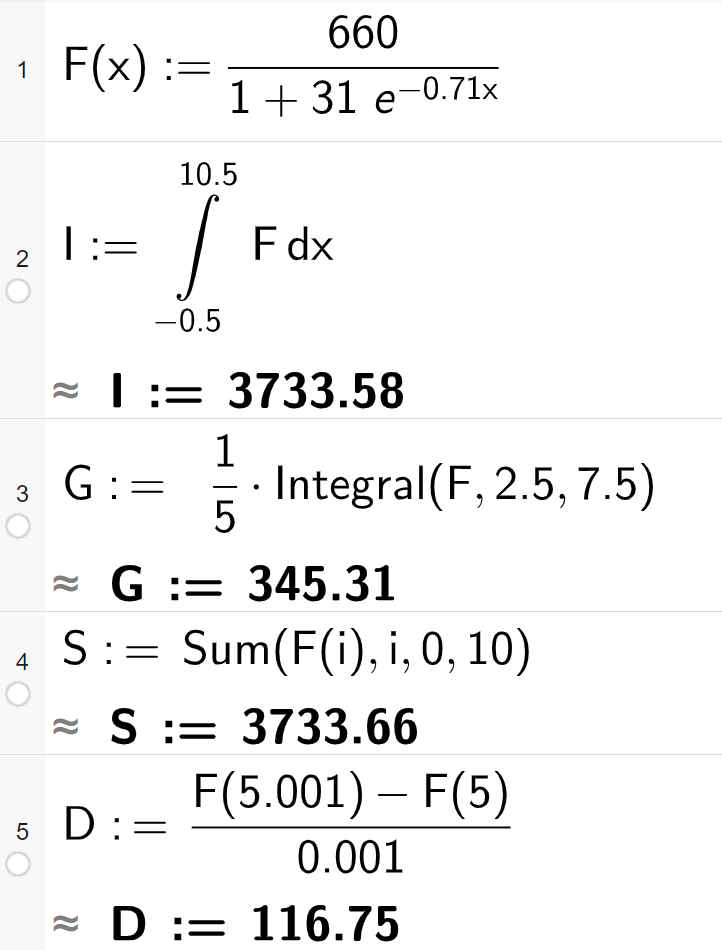 1 F(x) := 660 / (1 + 31 e^(−0.71x))
2 I := ∫_{−0.5}^{10.5} F dx
≈ I := 3733.58
3 G := 1/5 · Integral(F, 2.5, 7.5)
≈ G := 345.31
4 S := Sum(F(i), i, 0, 10)
≈ S := 3733.66
5 D := (F(5.001) − F(5)) / 0.001
≈ D := 116.75